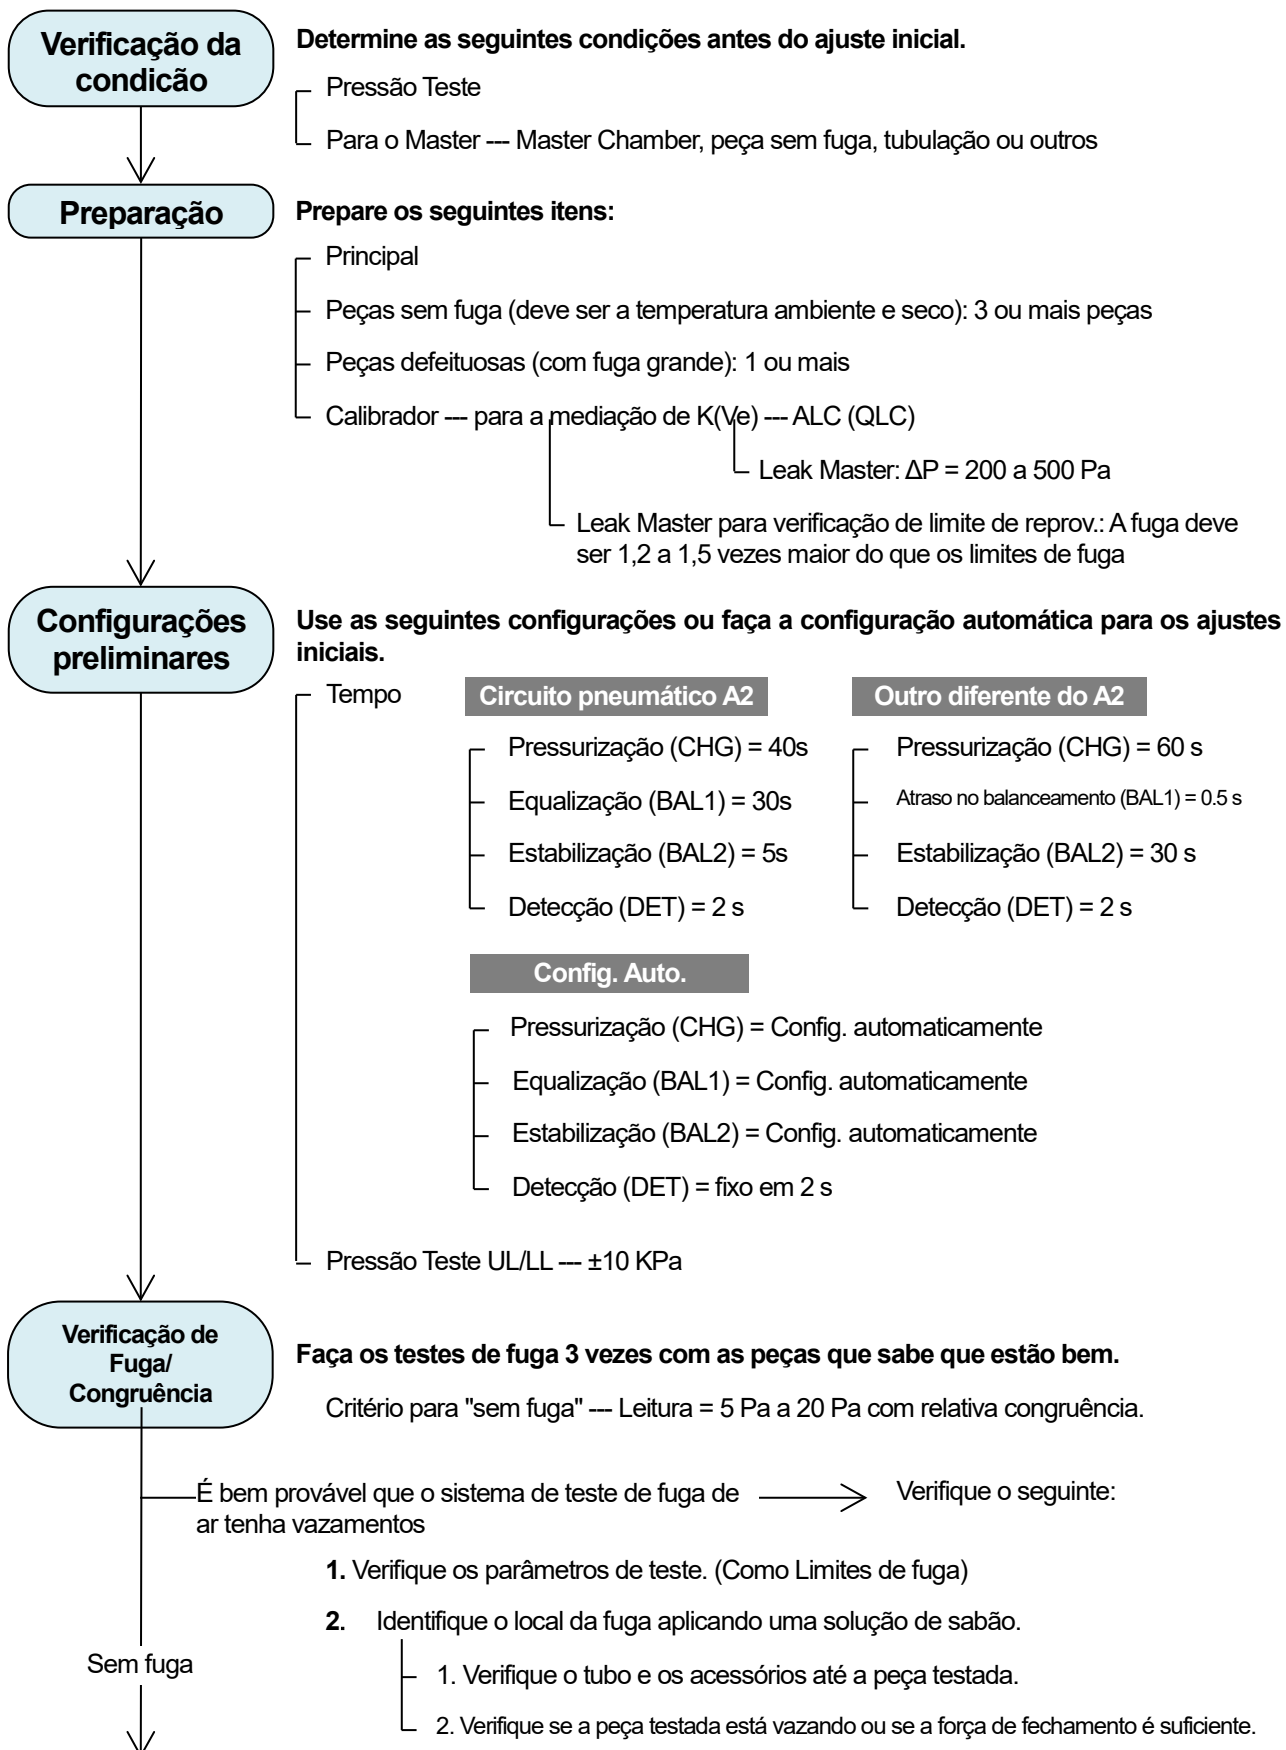 Verificação da
condicão
Determine as seguintes condições antes do ajuste inicial.
Pressão Teste
Para o Master --- Master Chamber, peça sem fuga, tubulação ou outros
Preparação
Prepare os seguintes itens:
Principal
Peças sem fuga (deve ser a temperatura ambiente e seco): 3 ou mais peças
Peças defeituosas (com fuga grande): 1 ou mais
Calibrador --- para a mediação de K(Ve) --- ALC (QLC)
Leak Master: ΔP = 200 a 500 Pa
Leak Master para verificação de limite de reprov.: A fuga deve
ser 1,2 a 1,5 vezes maior do que os limites de fuga
Configurações
preliminares
Use as seguintes configurações ou faça a configuração automática para os ajustes
iniciais.
Tempo
Circuito pneumático A2
Pressurização (CHG) = 40s
Equalização (BAL1) = 30s
Estabilização (BAL2) = 5s
Detecção (DET) = 2 s
Outro diferente do A2
Pressurização (CHG) = 60 s
Atraso no balanceamento (BAL1) = 0.5 s
Estabilização (BAL2) = 30 s
Detecção (DET) = 2 s
Config. Auto.
Pressurização (CHG) = Config. automaticamente
Equalização (BAL1) = Config. automaticamente
Estabilização (BAL2) = Config. automaticamente
Detecção (DET) = fixo em 2 s
Pressão Teste UL/LL --- ±10 KPa
Verificação de
Fuga/
Congruência
Faça os testes de fuga 3 vezes com as peças que sabe que estão bem.
Critério para "sem fuga" --- Leitura = 5 Pa a 20 Pa com relativa congruência.
É bem provável que o sistema de teste de fuga de
ar tenha vazamentos
Verifique o seguinte:
1. Verifique os parâmetros de teste. (Como Limites de fuga)
2. Identifique o local da fuga aplicando uma solução de sabão.
Sem fuga
1. Verifique o tubo e os acessórios até a peça testada.
2. Verifique se a peça testada está vazando ou se a força de fechamento é suficiente.